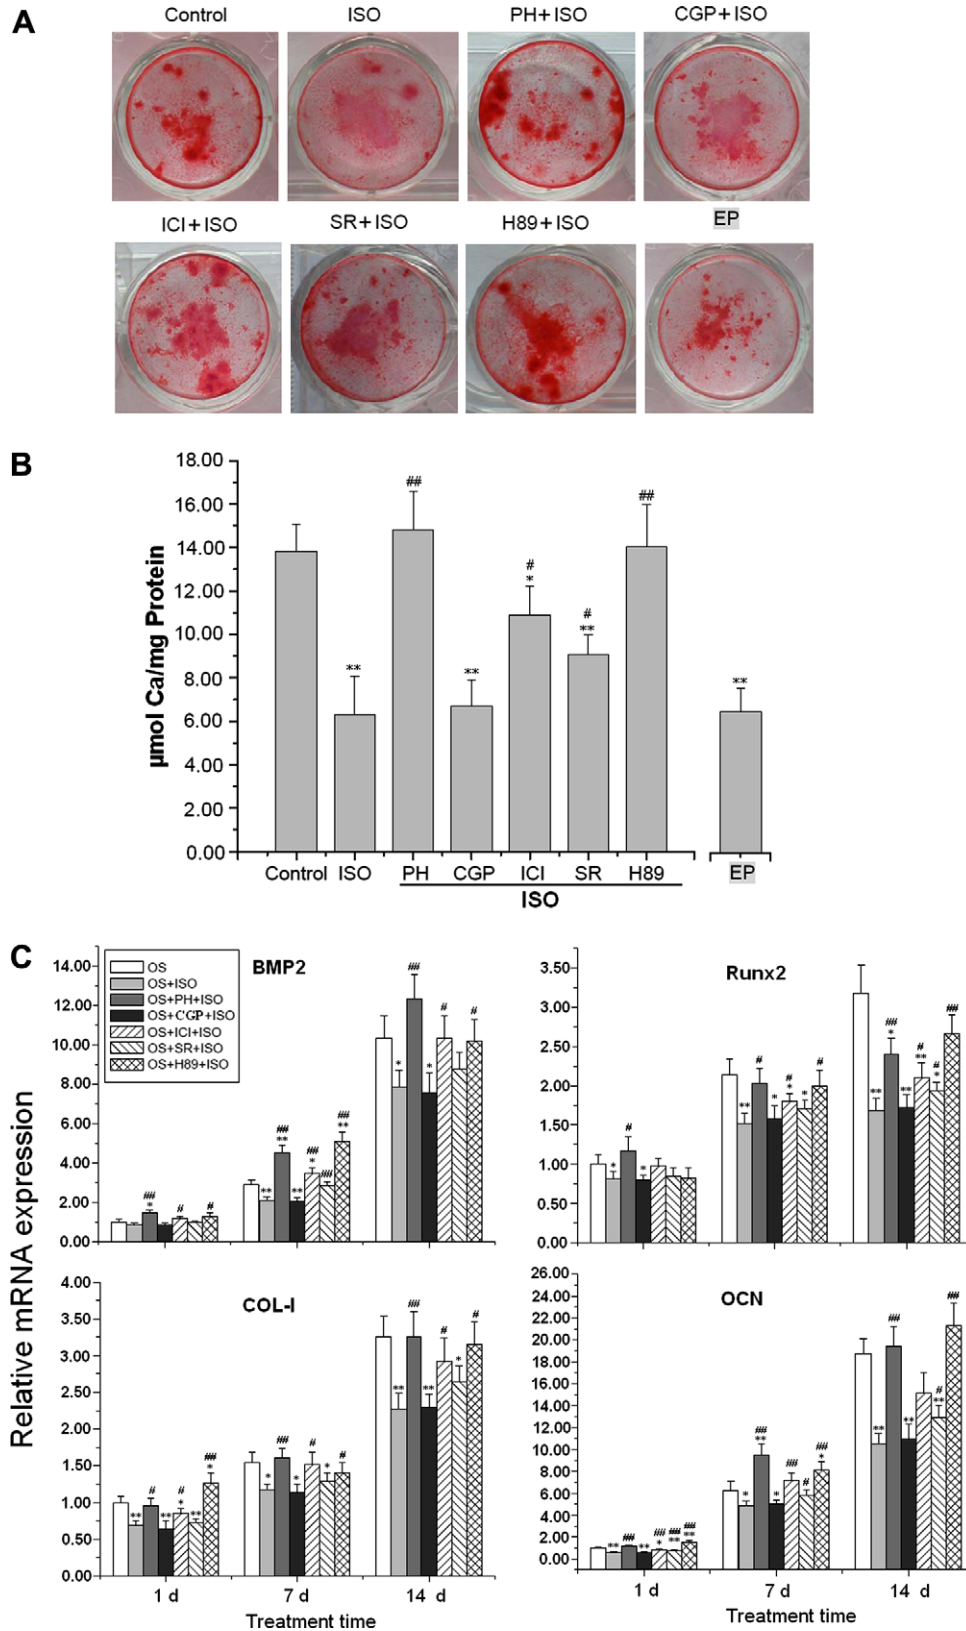 A
Control ISO PH+ISO CGP+ISO
ICI+ISO SR+ISO H89+ISO EP
B
µmol Ca/mg Protein
18.00
16.00
14.00
12.00
10.00
8.00
6.00
4.00
2.00
0.00
** ## ** # * # ** ## **
Control ISO PH CGP ICI SR H89 EP
ISO
C
Relative mRNA expression
BMP2
OS
OS+ISO
OS+PH+ISO
OS+CGP+ISO
OS+ICI+ISO
OS+SR+ISO
OS+H89+ISO
14.00
12.00
10.00
8.00
6.00
4.00
2.00
0.00
Runx2
3.50
3.00
2.50
2.00
1.50
1.00
0.50
0.00
COL-I
4.00
3.50
3.00
2.50
2.00
1.50
1.00
0.50
0.00
1 d 7 d 14 d
Treatment time
OCN
26.00
24.00
22.00
20.00
18.00
16.00
14.00
12.00
10.00
8.00
6.00
4.00
2.00
0.00
1 d 7 d 14 d
Treatment time